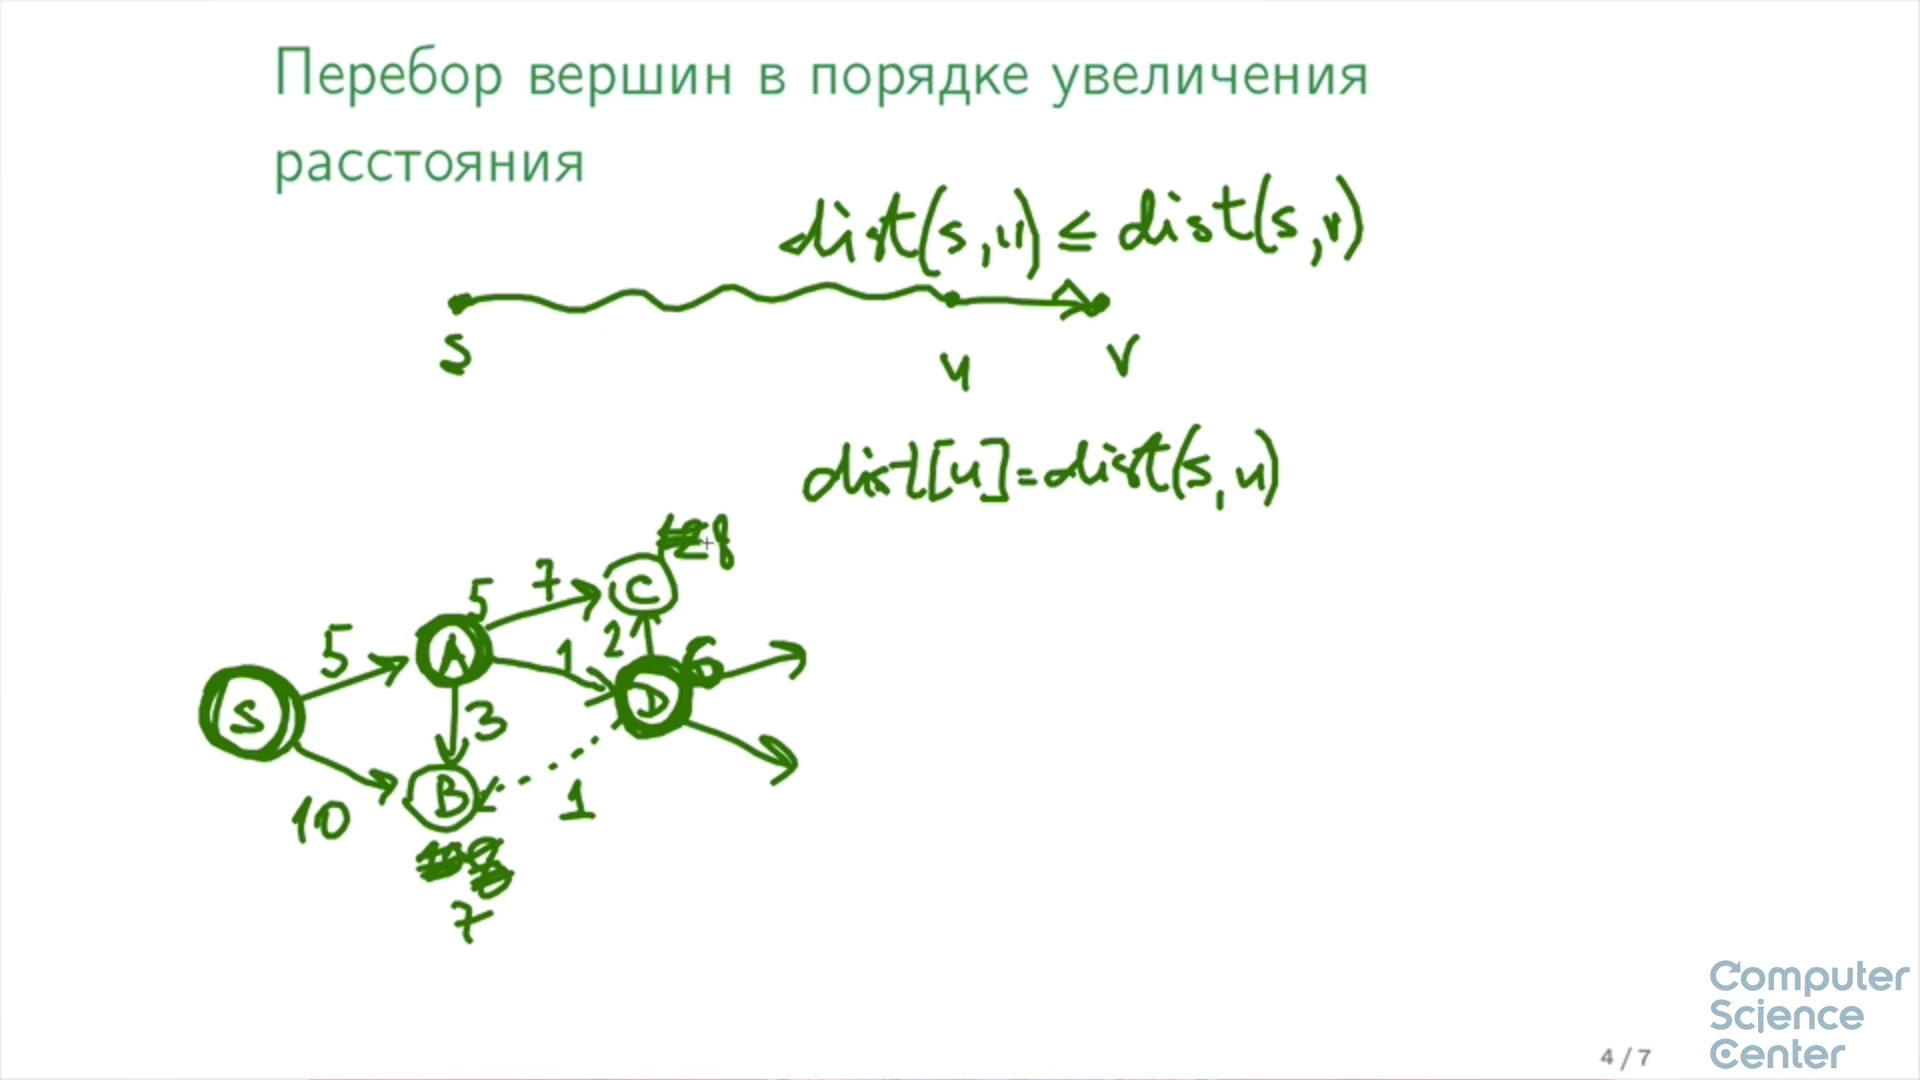 Перебор вершин в порядке увеличения
расстояния
dist(s,u) ≤ dist(s,v)
s
u
v
dist[u]=dist(s,u)
8
5
7
C
5
A
1
2
6
S
D
3
10
B
1
7
Computer
Science
Center
4 / 7